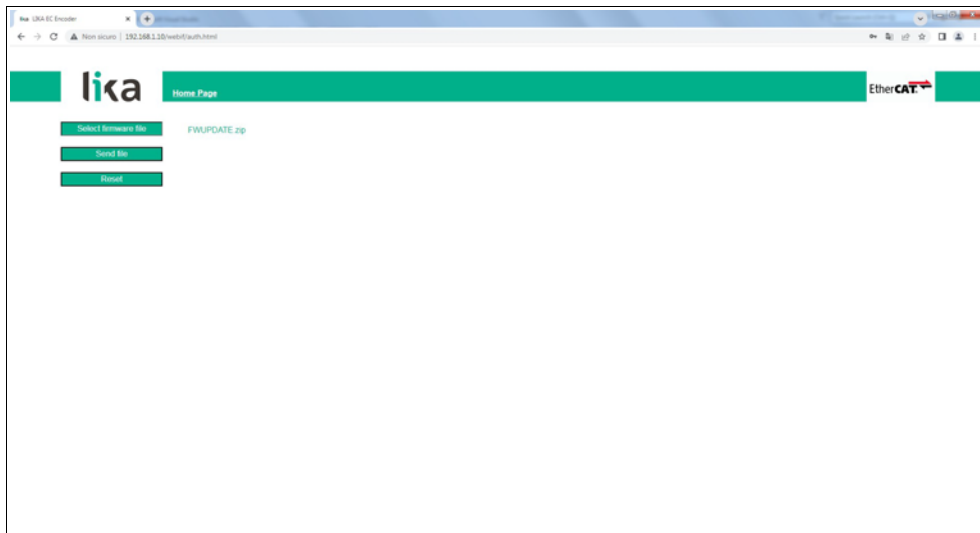 lika LIKA EC Encoder
Non sicuro | 192.168.1.10/webif/auth.html
lika
Home Page
EtherCAT.
Select firmware file
FWUPDATE.zip
Send file
Reset